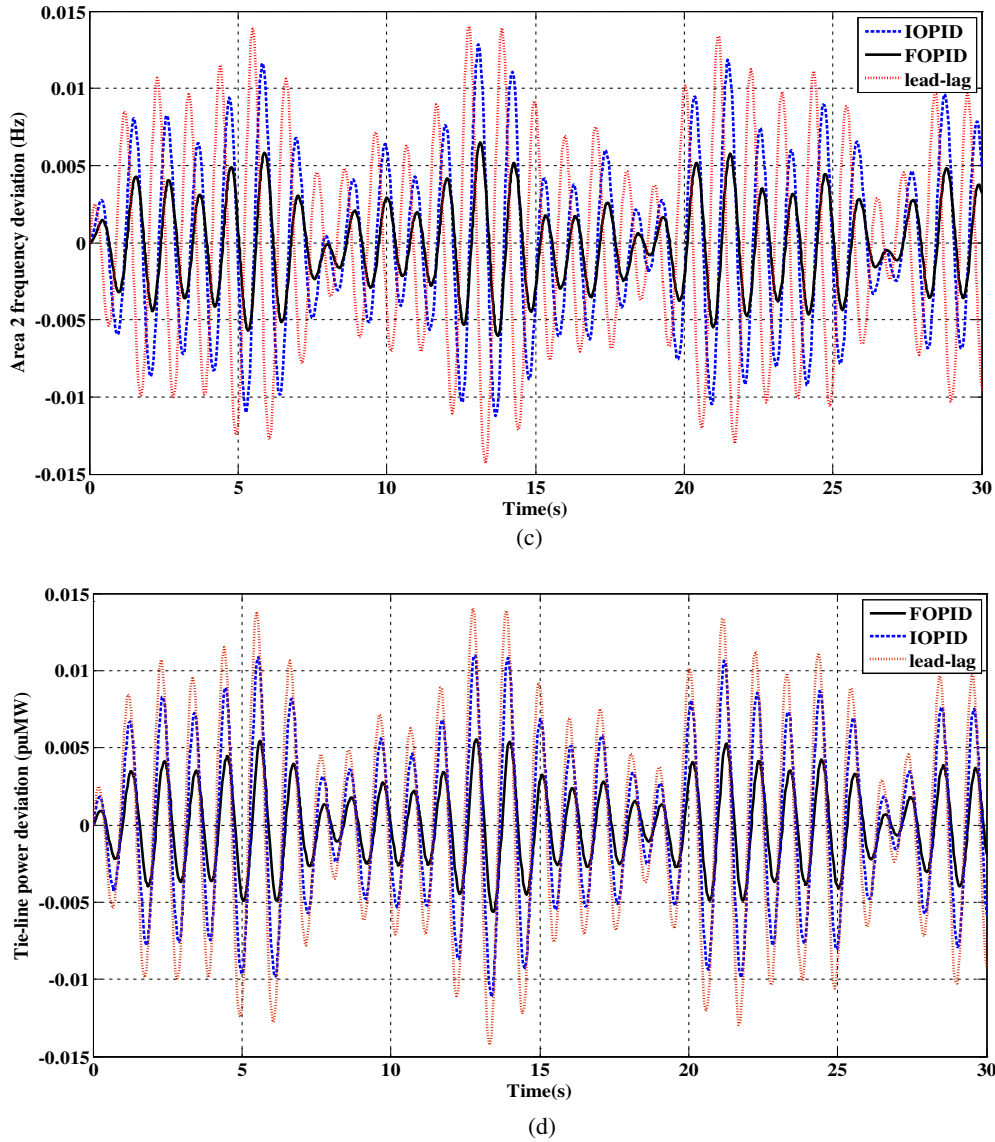 0.015
0.01
0.005
0
-0.005
-0.01
-0.015
Area 2 frequency deviation (Hz)
IOPID
FOPID
lead-lag
0 5 10 15 20 25 30
Time(s)
(c)
0.015
0.01
0.005
0
-0.005
-0.01
-0.015
Tie-line power deviation (puMW)
FOPID
IOPID
lead-lag
0 5 10 15 20 25 30
Time(s)
(d)